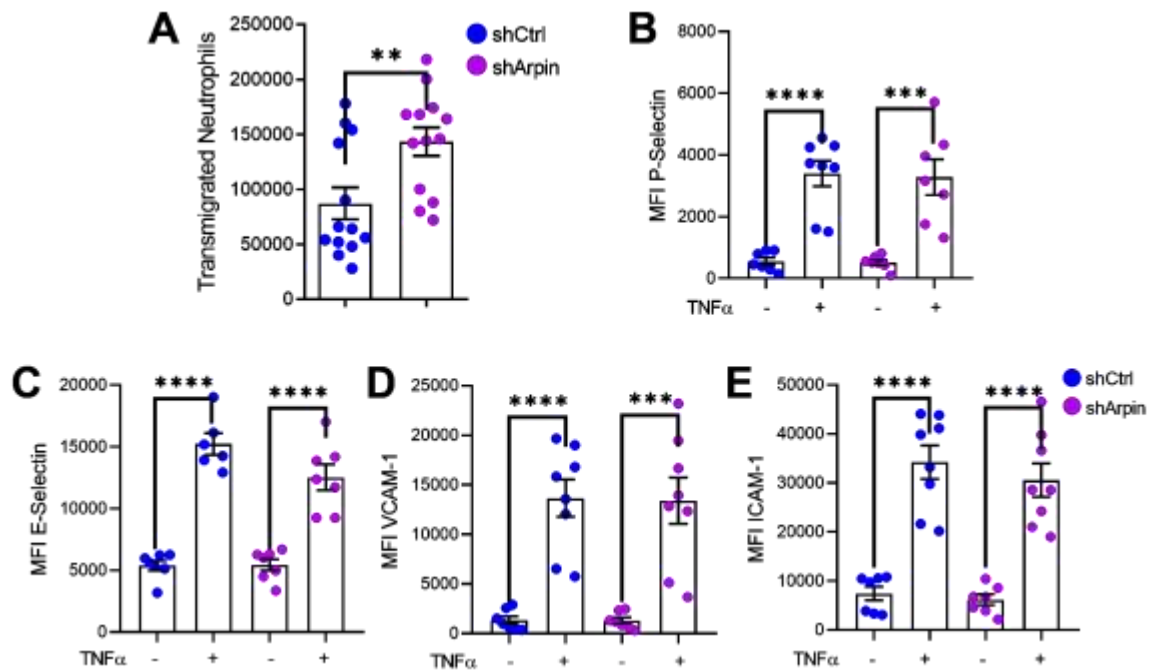 A
Transmigrated Neutrophils
250000
200000
150000
100000
50000
0
**
shCtrl
shArpin
B
MFI P-Selectin
8000
6000
4000
2000
0
****
***
TNFα - + - +
C
MFI E-Selectin
20000
15000
10000
5000
0
****
****
TNFα - + - +
D
MFI VCAM-1
25000
20000
15000
10000
5000
0
****
***
TNFα - + - +
E
MFI ICAM-1
50000
40000
30000
20000
10000
0
****
****
shCtrl
shArpin
TNFα - + - +